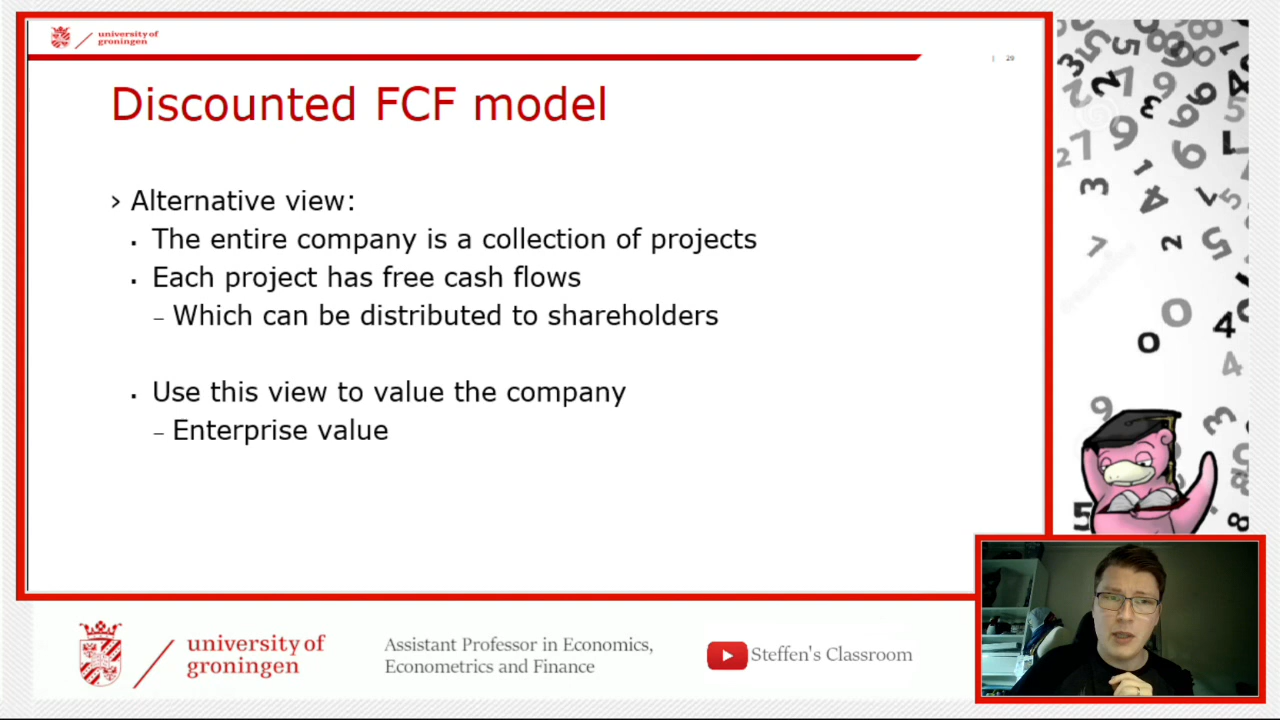 university of
groningen
| 29
Discounted FCF model
› Alternative view:
▪ The entire company is a collection of projects
▪ Each project has free cash flows
– Which can be distributed to shareholders
▪ Use this view to value the company
– Enterprise value
university of
groningen
Assistant Professor in Economics,
Econometrics and Finance
Steffen's Classroom